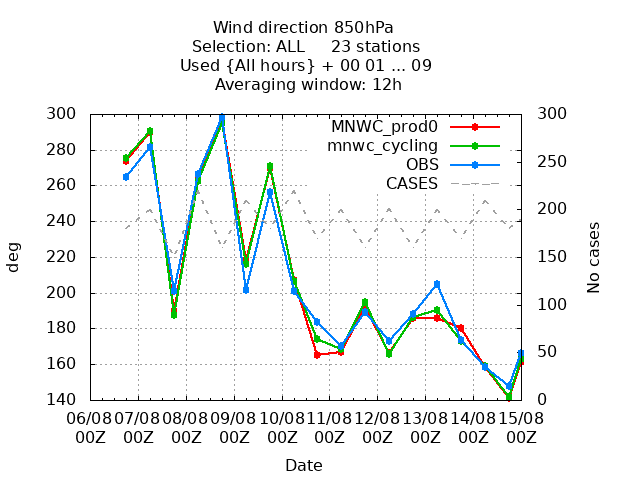 Wind direction 850hPa
Selection: ALL 23 stations
Used {All hours} + 00 01 ... 09
Averaging window: 12h
MNWC_prod0
mnwc_cycling
OBS
CASES
300
280
260
240
220
200
180
160
140
deg
300
250
200
150
100
50
0
No cases
06/08 07/08 08/08 09/08 10/08 11/08 12/08 13/08 14/08 15/08
00Z 00Z 00Z 00Z 00Z 00Z 00Z 00Z 00Z 00Z
Date